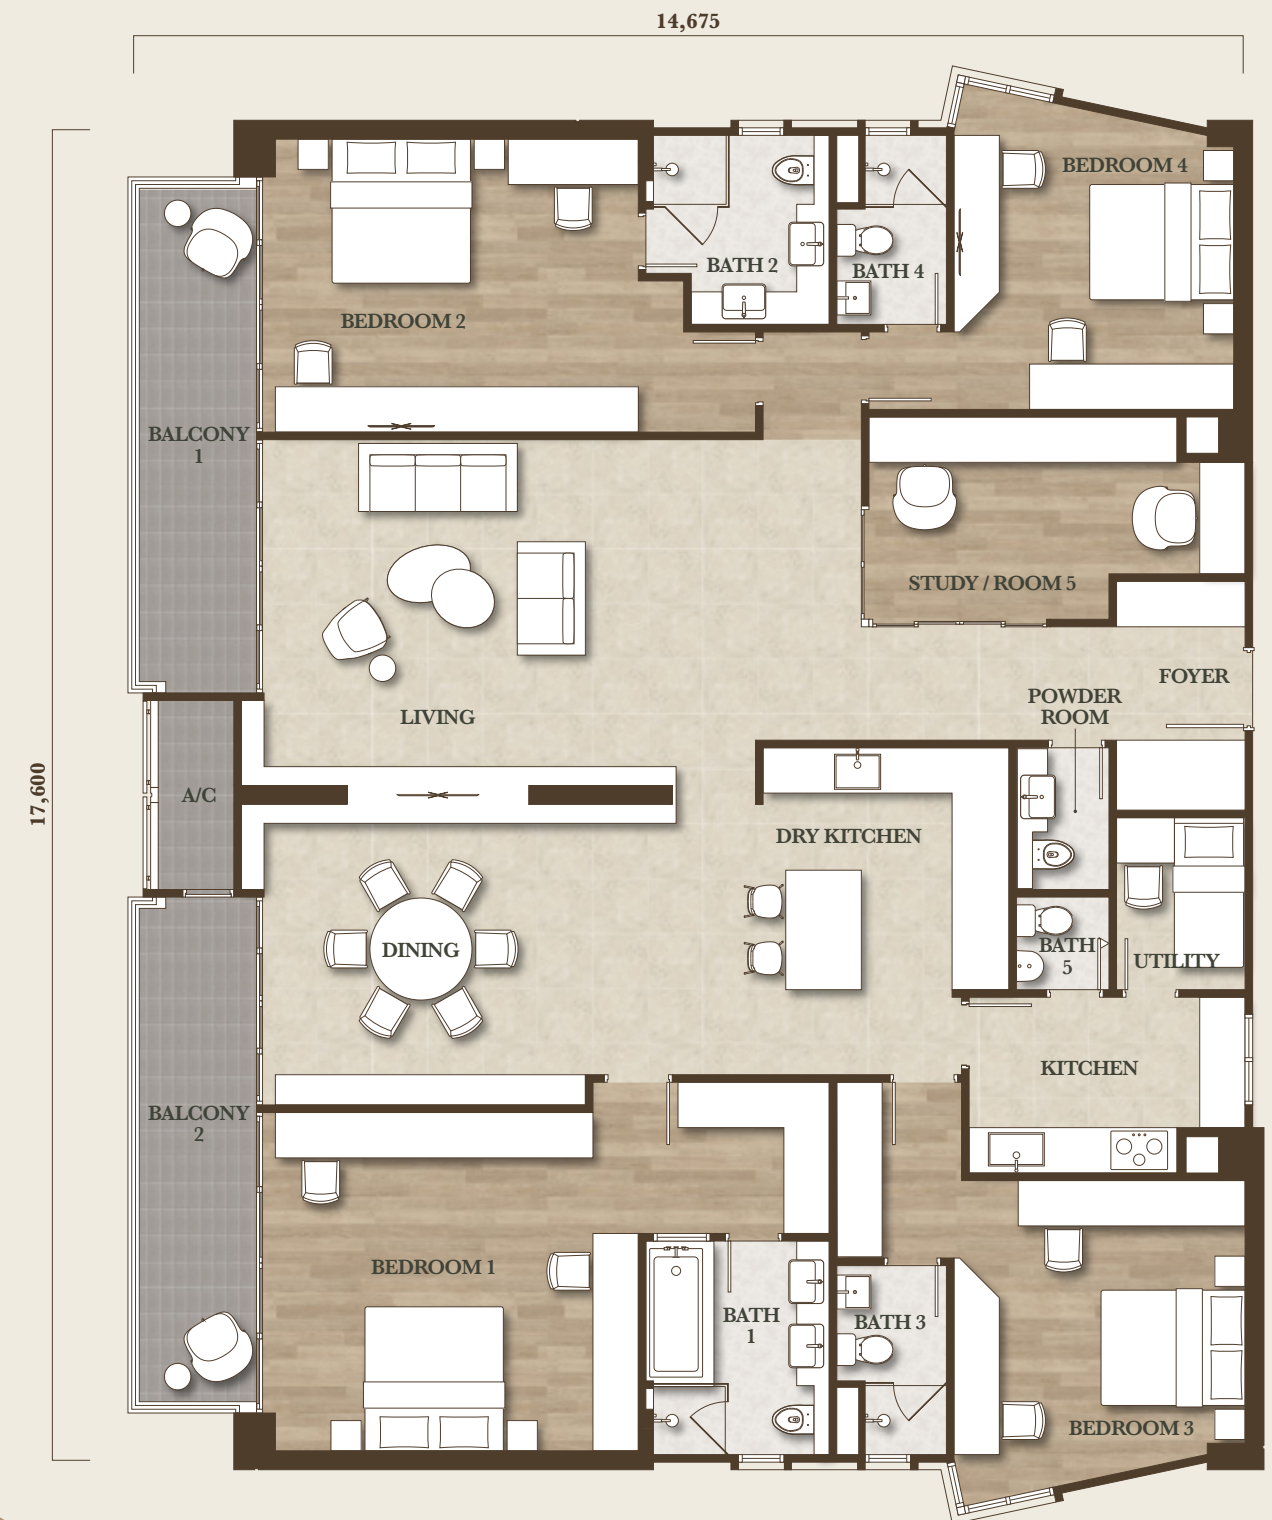 14,675
BEDROOM 4
BATH 2
BATH 4
BEDROOM 2
BALCONY
1
STUDY / ROOM 5
FOYER
POWDER
ROOM
LIVING
17,600
A/C
DRY KITCHEN
DINING
BATH
5
UTILITY
KITCHEN
BALCONY
2
BEDROOM 1
BATH
1
BATH 3
BEDROOM 3